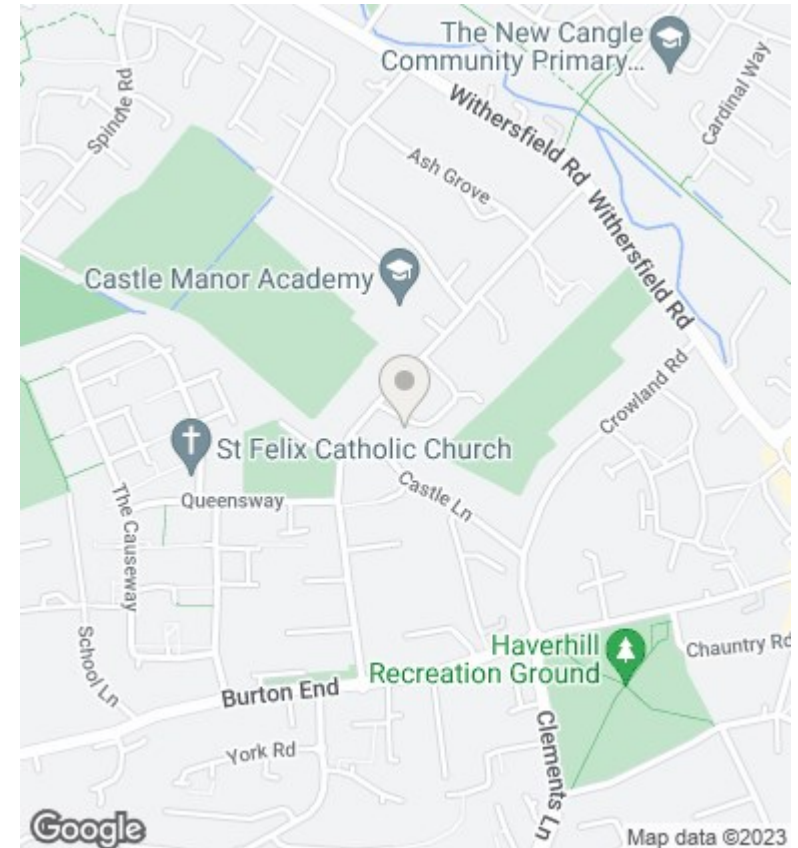 The New Cangle
Community Primary...
Cardinal Way
Spindle Rd
Withersfield Rd
Ash Grove
Withersfield Rd
Castle Manor Academy
Crowland Rd
St Felix Catholic Church
Queensway
Castle Ln
The Causeway
School Ln
Haverhill
Recreation Ground
Chauntry Rd
Burton End
Clements Ln
York Rd
Google
Map data ©2023